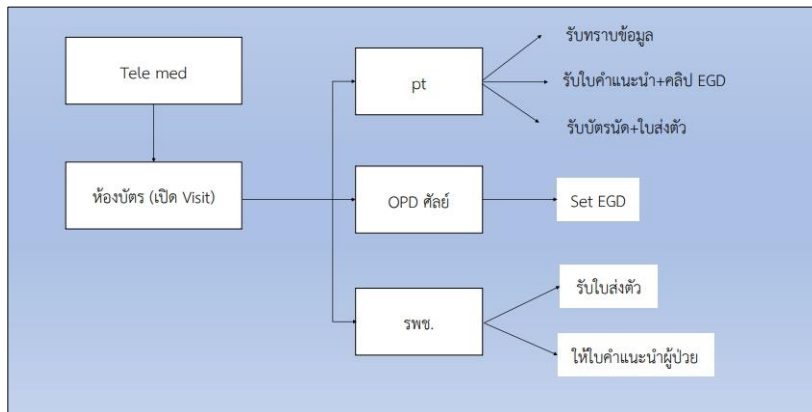 Tele med
ห้องบัตร (เปิด Visit)
pt
รับทราบข้อมูล
รับใบคำแนะนำ+คลิป EGD
รับบัตรนัด+ใบส่งตัว
OPD ศัลย์
Set EGD
รพช.
รับใบส่งตัว
ให้ใบคำแนะนำผู้ป่วย